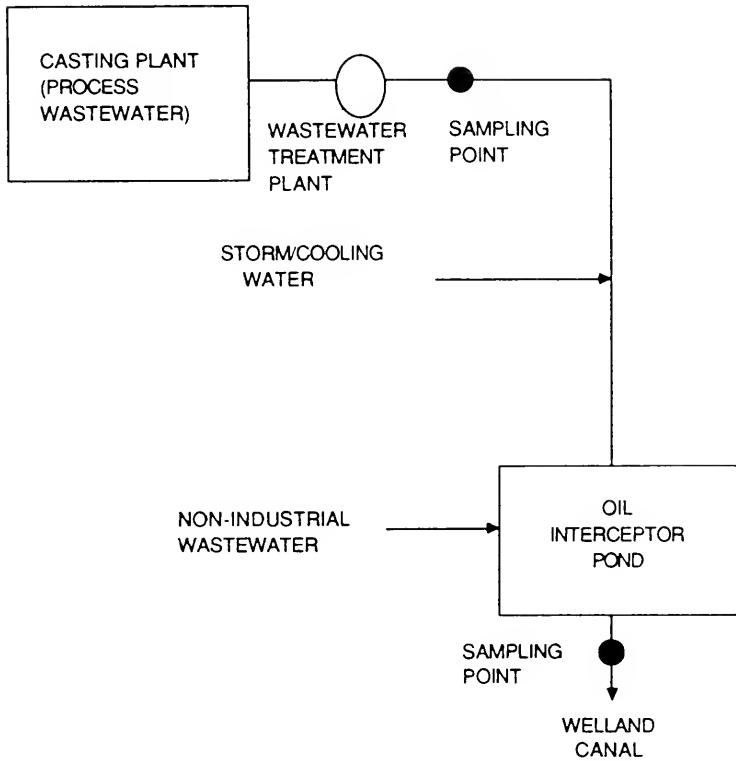 CASTING PLANT
(PROCESS
WASTEWATER)
WASTEWATER
TREATMENT
PLANT
SAMPLING
POINT
STORM/COOLING
WATER
NON-INDUSTRIAL
WASTEWATER
OIL
INTERCEPTOR
POND
SAMPLING
POINT
WELLAND
CANAL